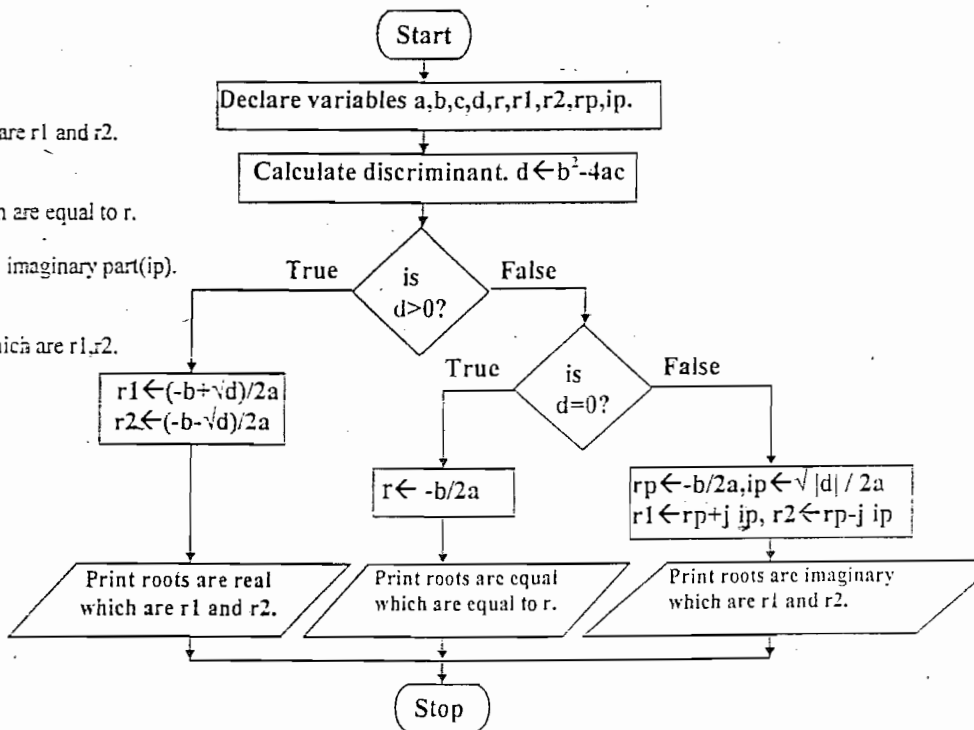 Start
Declare variables a,b,c,d,r,r1,r2,rp,ip.
are r1 and r2.
Calculate discriminant. d←b²-4ac
are equal to r.
imaginary part(ip).
True
False
is
d>0?
which are r1,r2.
True
False
is
d=0?
r1←(-b+√d)/2a
r2←(-b-√d)/2a
r← -b/2a
rp←-b/2a,ip←√ |d| / 2a
r1←rp+j ip, r2←rp-j ip
Print roots are real
which are r1 and r2.
Print roots are equal
which are equal to r.
Print roots are imaginary
which are r1 and r2.
Stop